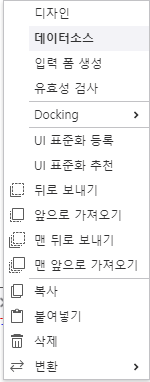 디자인
데이터소스
입력 폼 생성
유효성 검사
Docking
UI 표준화 등록
UI 표준화 추천
뒤로 보내기
앞으로 가져오기
맨 뒤로 보내기
맨 앞으로 가져오기
복사
붙여넣기
삭제
변환